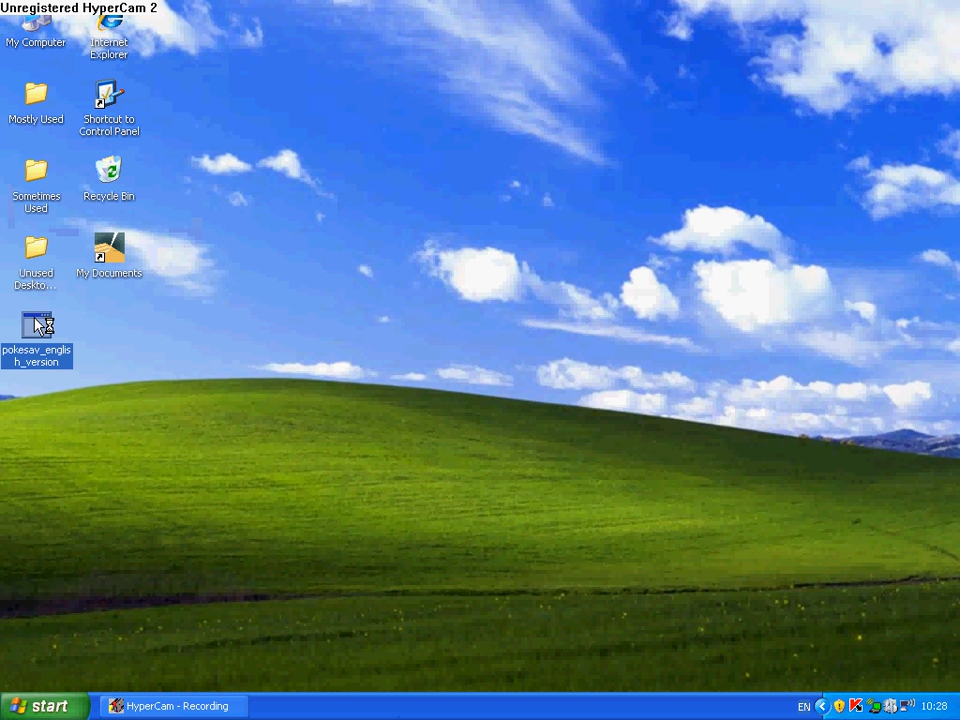 Unregistered HyperCam 2
My Computer
Internet
Explorer
Mostly Used
Shortcut to
Control Panel
Sometimes
Used
Recycle Bin
Unused
Deskto...
My Documents
pokesav_englis
h_version
start
HyperCam - Recording
EN
10:28